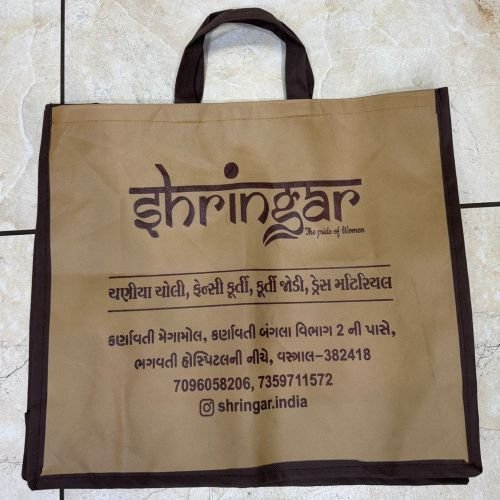 shringar
The pride of Women
ચણીયા ચોલી, ફેન્સી કૂર્તી, કૂર્તી જોડી, ડ્રેસ મટિરિયલ
કર્ણાવતી મેગામોલ, કર્ણાવતી બંગલા વિભાગ 2 ની પાસે,
ભગવતી હોસ્પિટલની નીચે, વસ્ત્રાલ-382418
7096058206, 7359711572
shringar.india